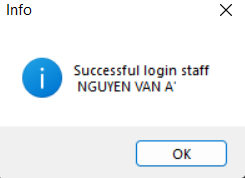 Info
Successful login staff
NGUYEN VAN A'
OK